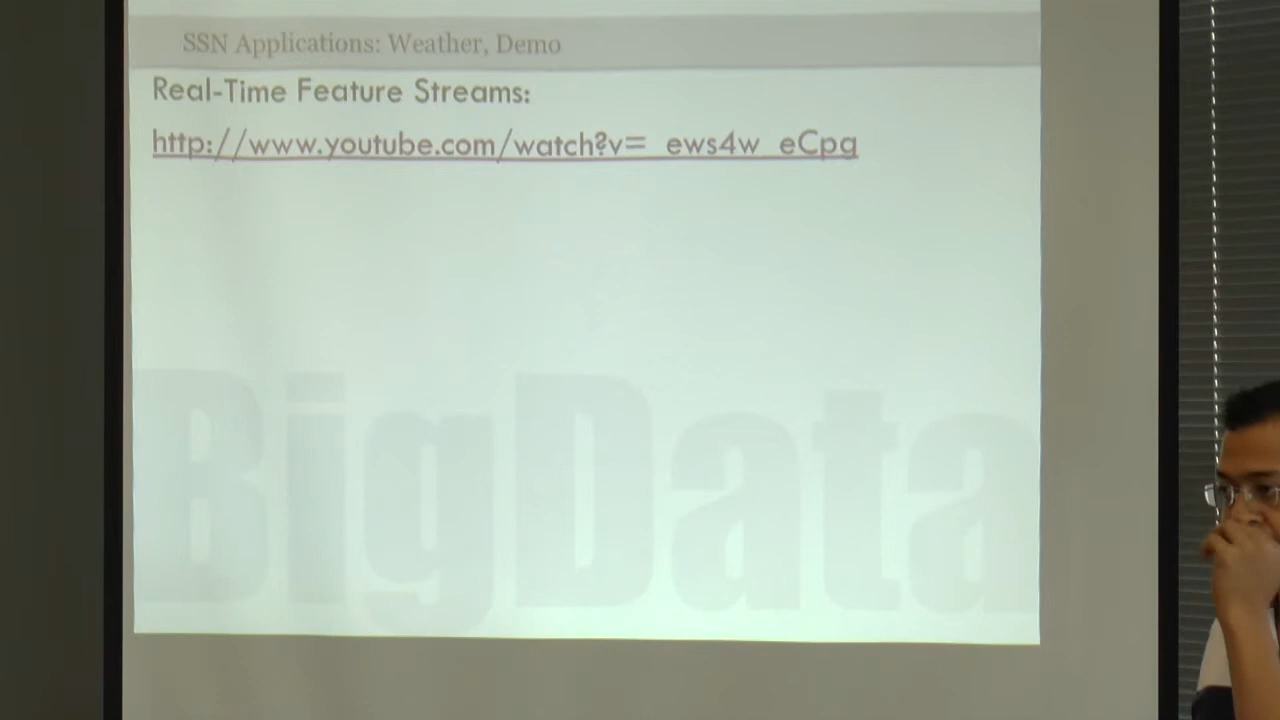 SSN Applications: Weather, Demo
Real-Time Feature Streams:
http://www.youtube.com/watch?v=_ews4w_eCpg
BigData